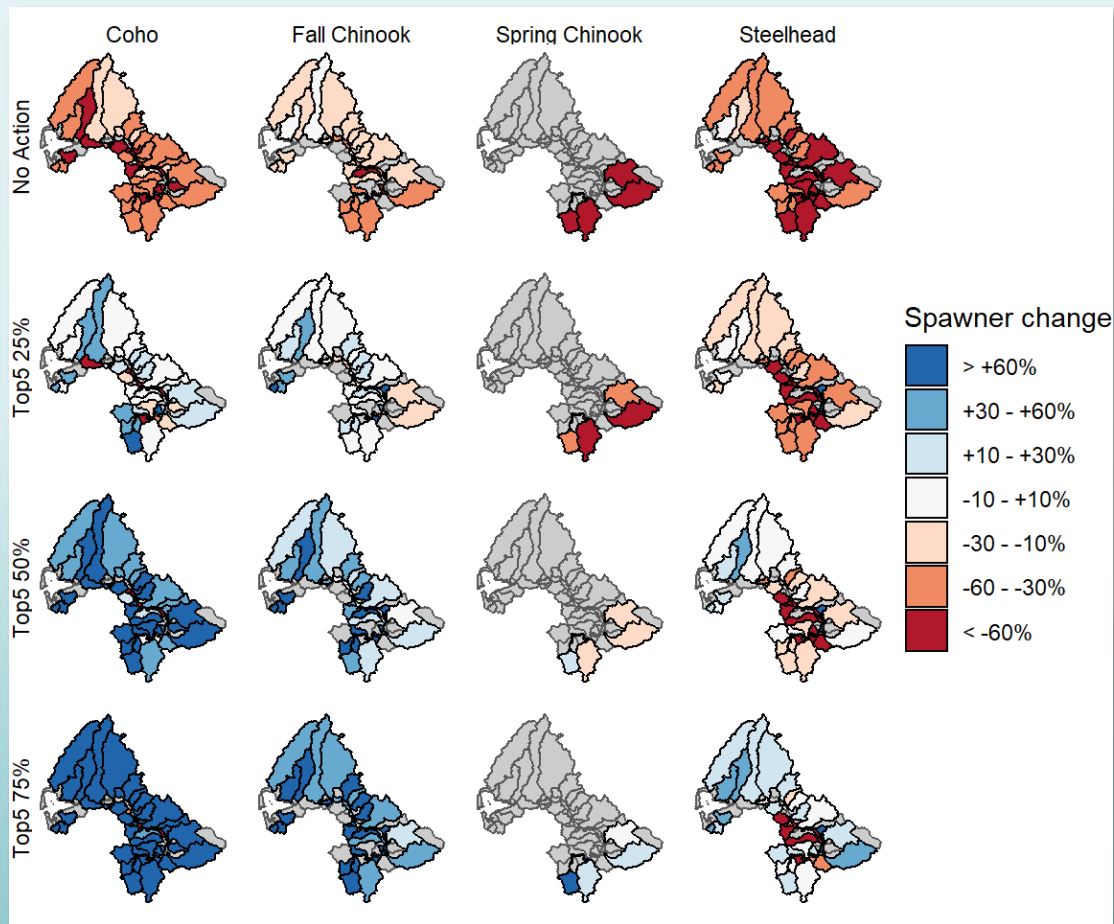 Coho
Fall Chinook
Spring Chinook
Steelhead
No Action
Top5 25%
Top5 50%
Top5 75%
Spawner change
> +60%
+30 - +60%
+10 - +30%
-10 - +10%
-30 - -10%
-60 - -30%
< -60%